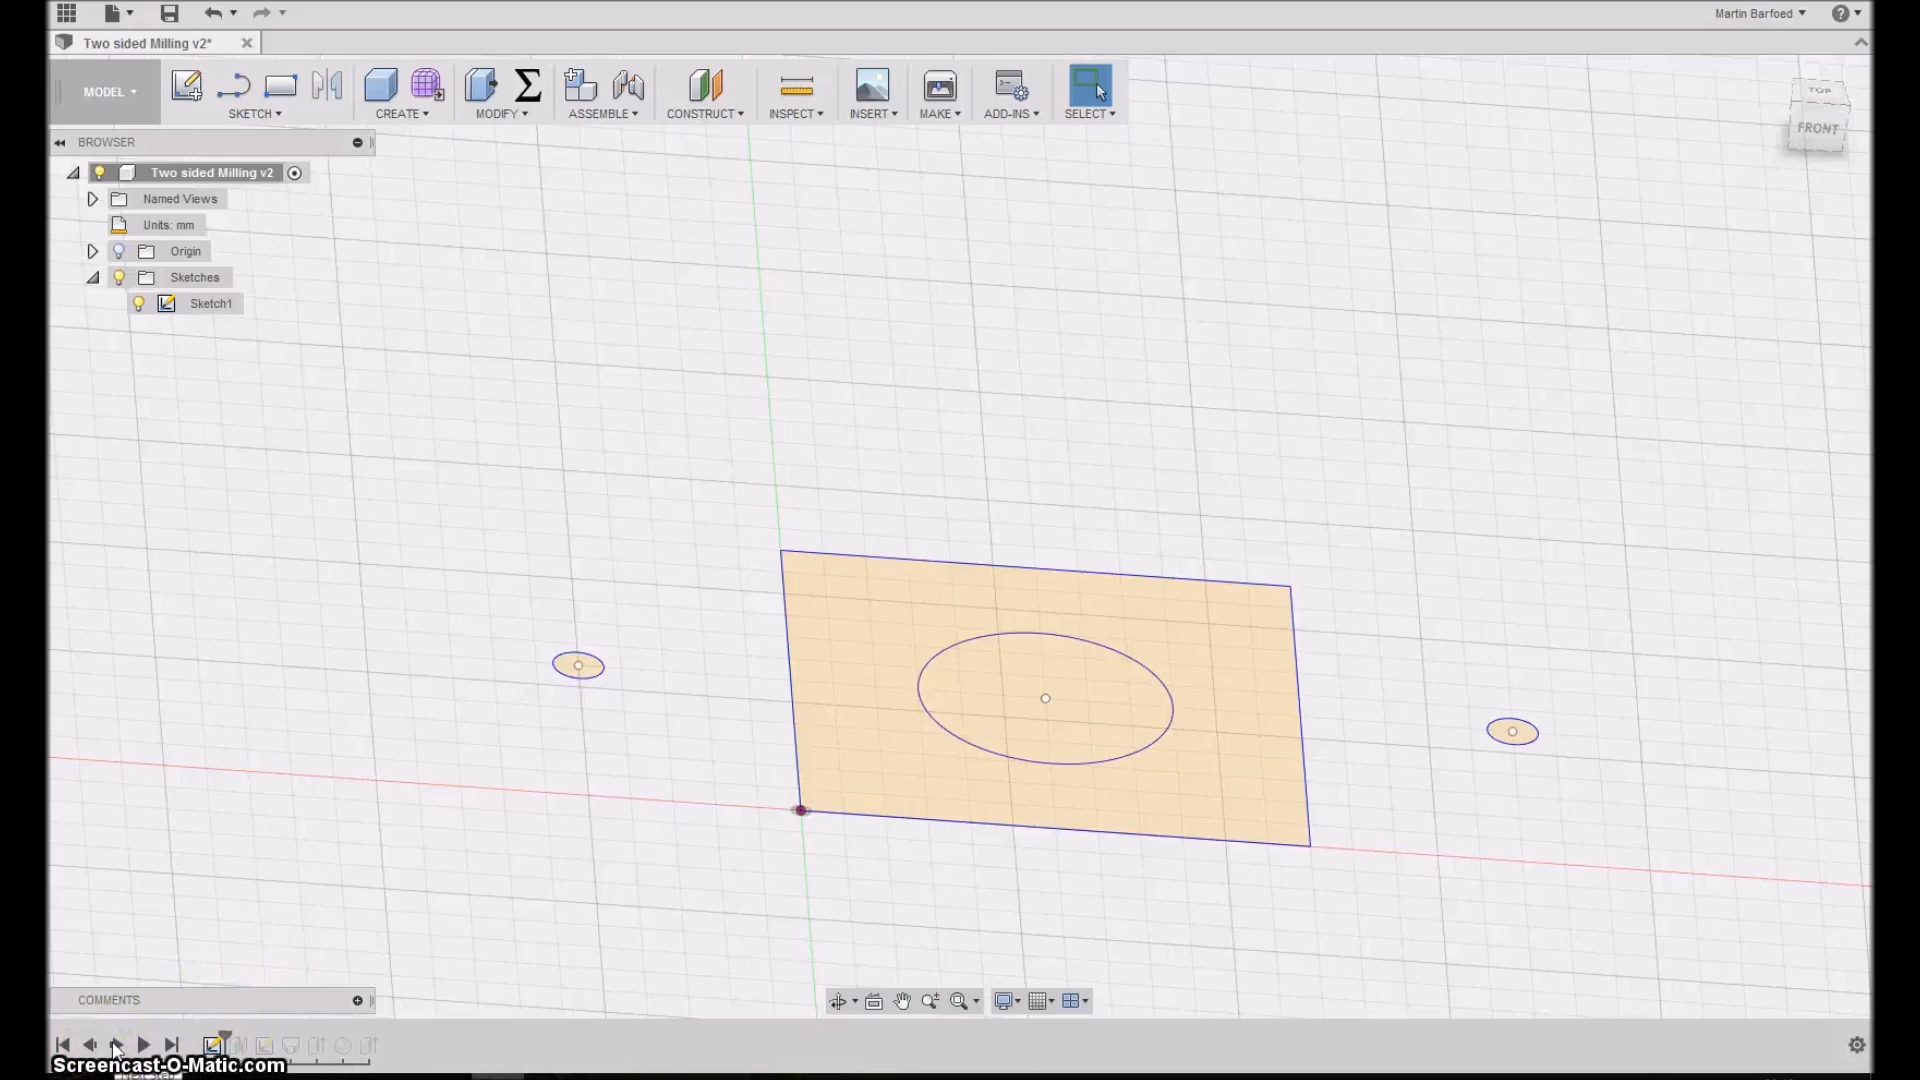 Martin Barfoed
Two sided Milling v2*
MODEL
SKETCH
CREATE
MODIFY
ASSEMBLE
CONSTRUCT
INSPECT
INSERT
MAKE
ADD-INS
SELECT
TOP
FRONT
BROWSER
Two sided Milling v2
Named Views
Units: mm
Origin
Sketches
Sketch1
COMMENTS
Screencast-O-Matic.com